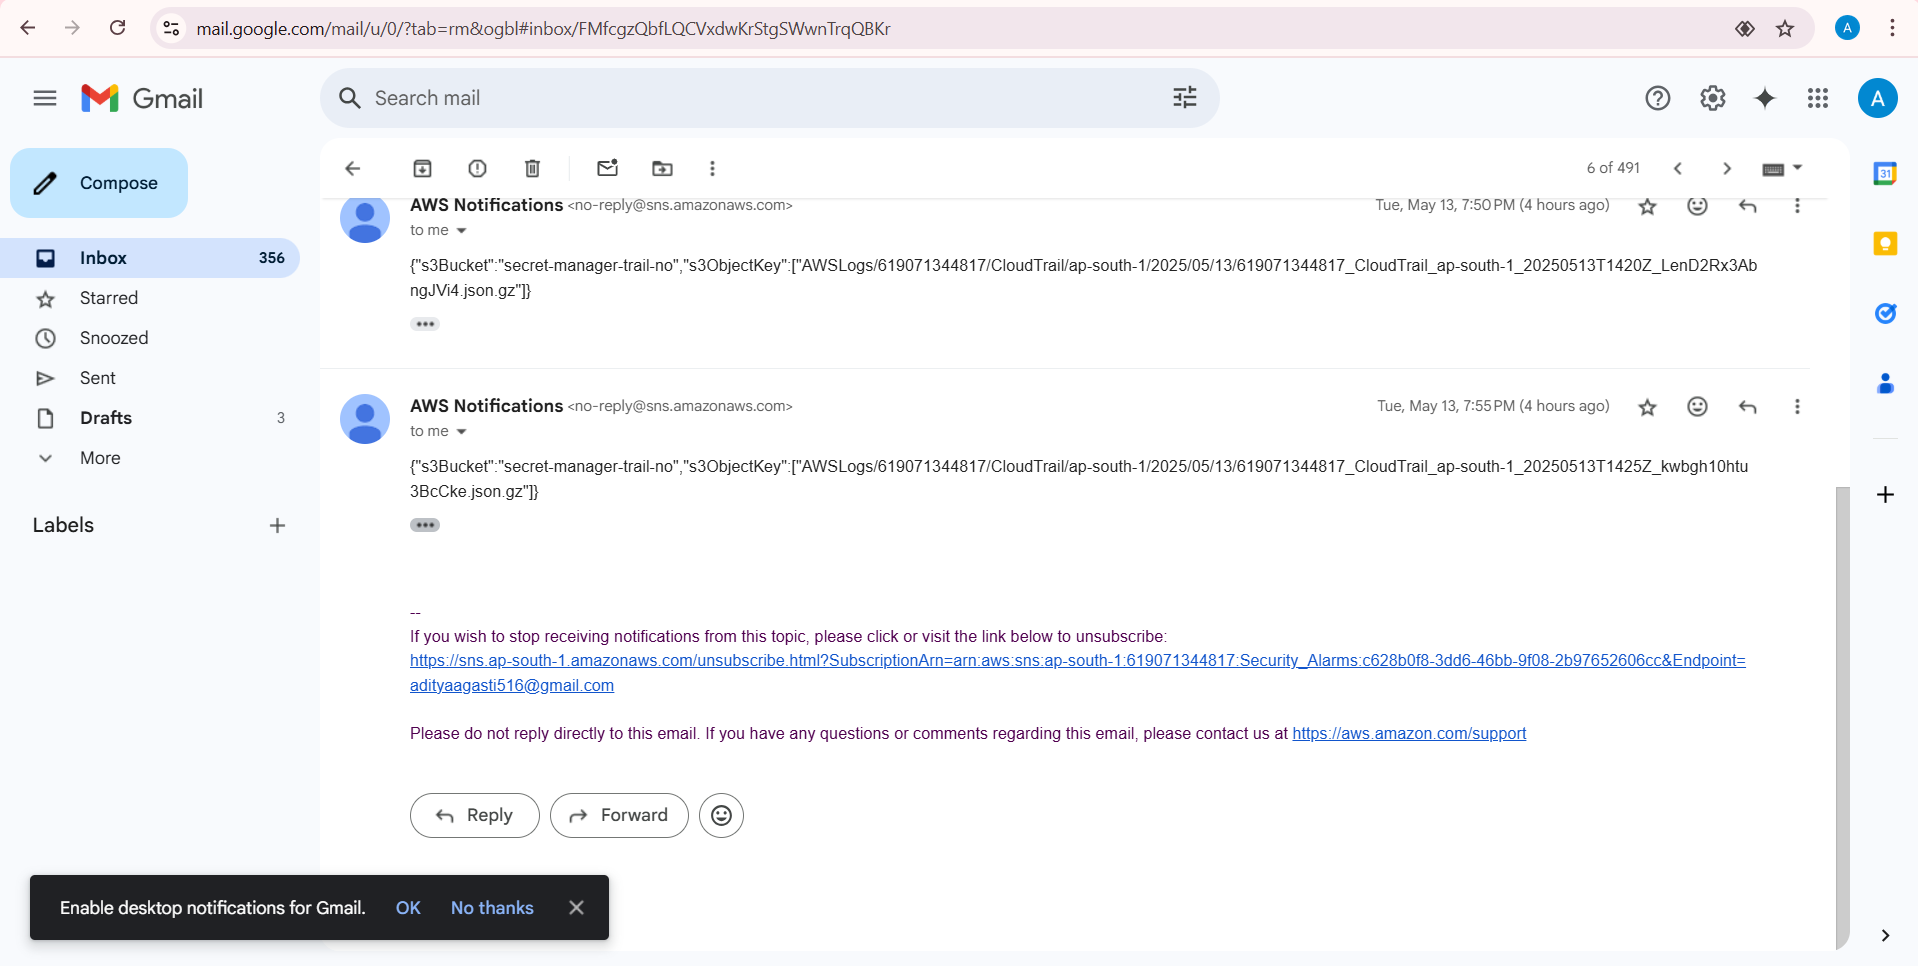 mail.google.com/mail/u/0/?tab=rm&ogbl#inbox/FMfcgzQbfLQCVxdwKrStgSWwnTrqQBKr
A
Gmail
Search mail
A
Compose
6 of 491
31
Inbox 356
Starred
Snoozed
Sent
Drafts 3
More
Labels
AWS Notifications <no-reply@sns.amazonaws.com> Tue, May 13, 7:50 PM (4 hours ago)
to me
{"s3Bucket":"secret-manager-trail-no","s3ObjectKey":["AWSLogs/619071344817/CloudTrail/ap-south-1/2025/05/13/619071344817_CloudTrail_ap-south-1_20250513T1420Z_LenD2Rx3Ab
ngJVi4.json.gz"]}
AWS Notifications <no-reply@sns.amazonaws.com> Tue, May 13, 7:55 PM (4 hours ago)
to me
{"s3Bucket":"secret-manager-trail-no","s3ObjectKey":["AWSLogs/619071344817/CloudTrail/ap-south-1/2025/05/13/619071344817_CloudTrail_ap-south-1_20250513T1425Z_kwbgh10htu
3BcCke.json.gz"]}
--
If you wish to stop receiving notifications from this topic, please click or visit the link below to unsubscribe:
https://sns.ap-south-1.amazonaws.com/unsubscribe.html?SubscriptionArn=arn:aws:sns:ap-south-1:619071344817:Security_Alarms:c628b0f8-3dd6-46bb-9f08-2b97652606cc&Endpoint=
adityaagasti516@gmail.com
Please do not reply directly to this email. If you have any questions or comments regarding this email, please contact us at https://aws.amazon.com/support
Reply
Forward
Enable desktop notifications for Gmail. OK No thanks